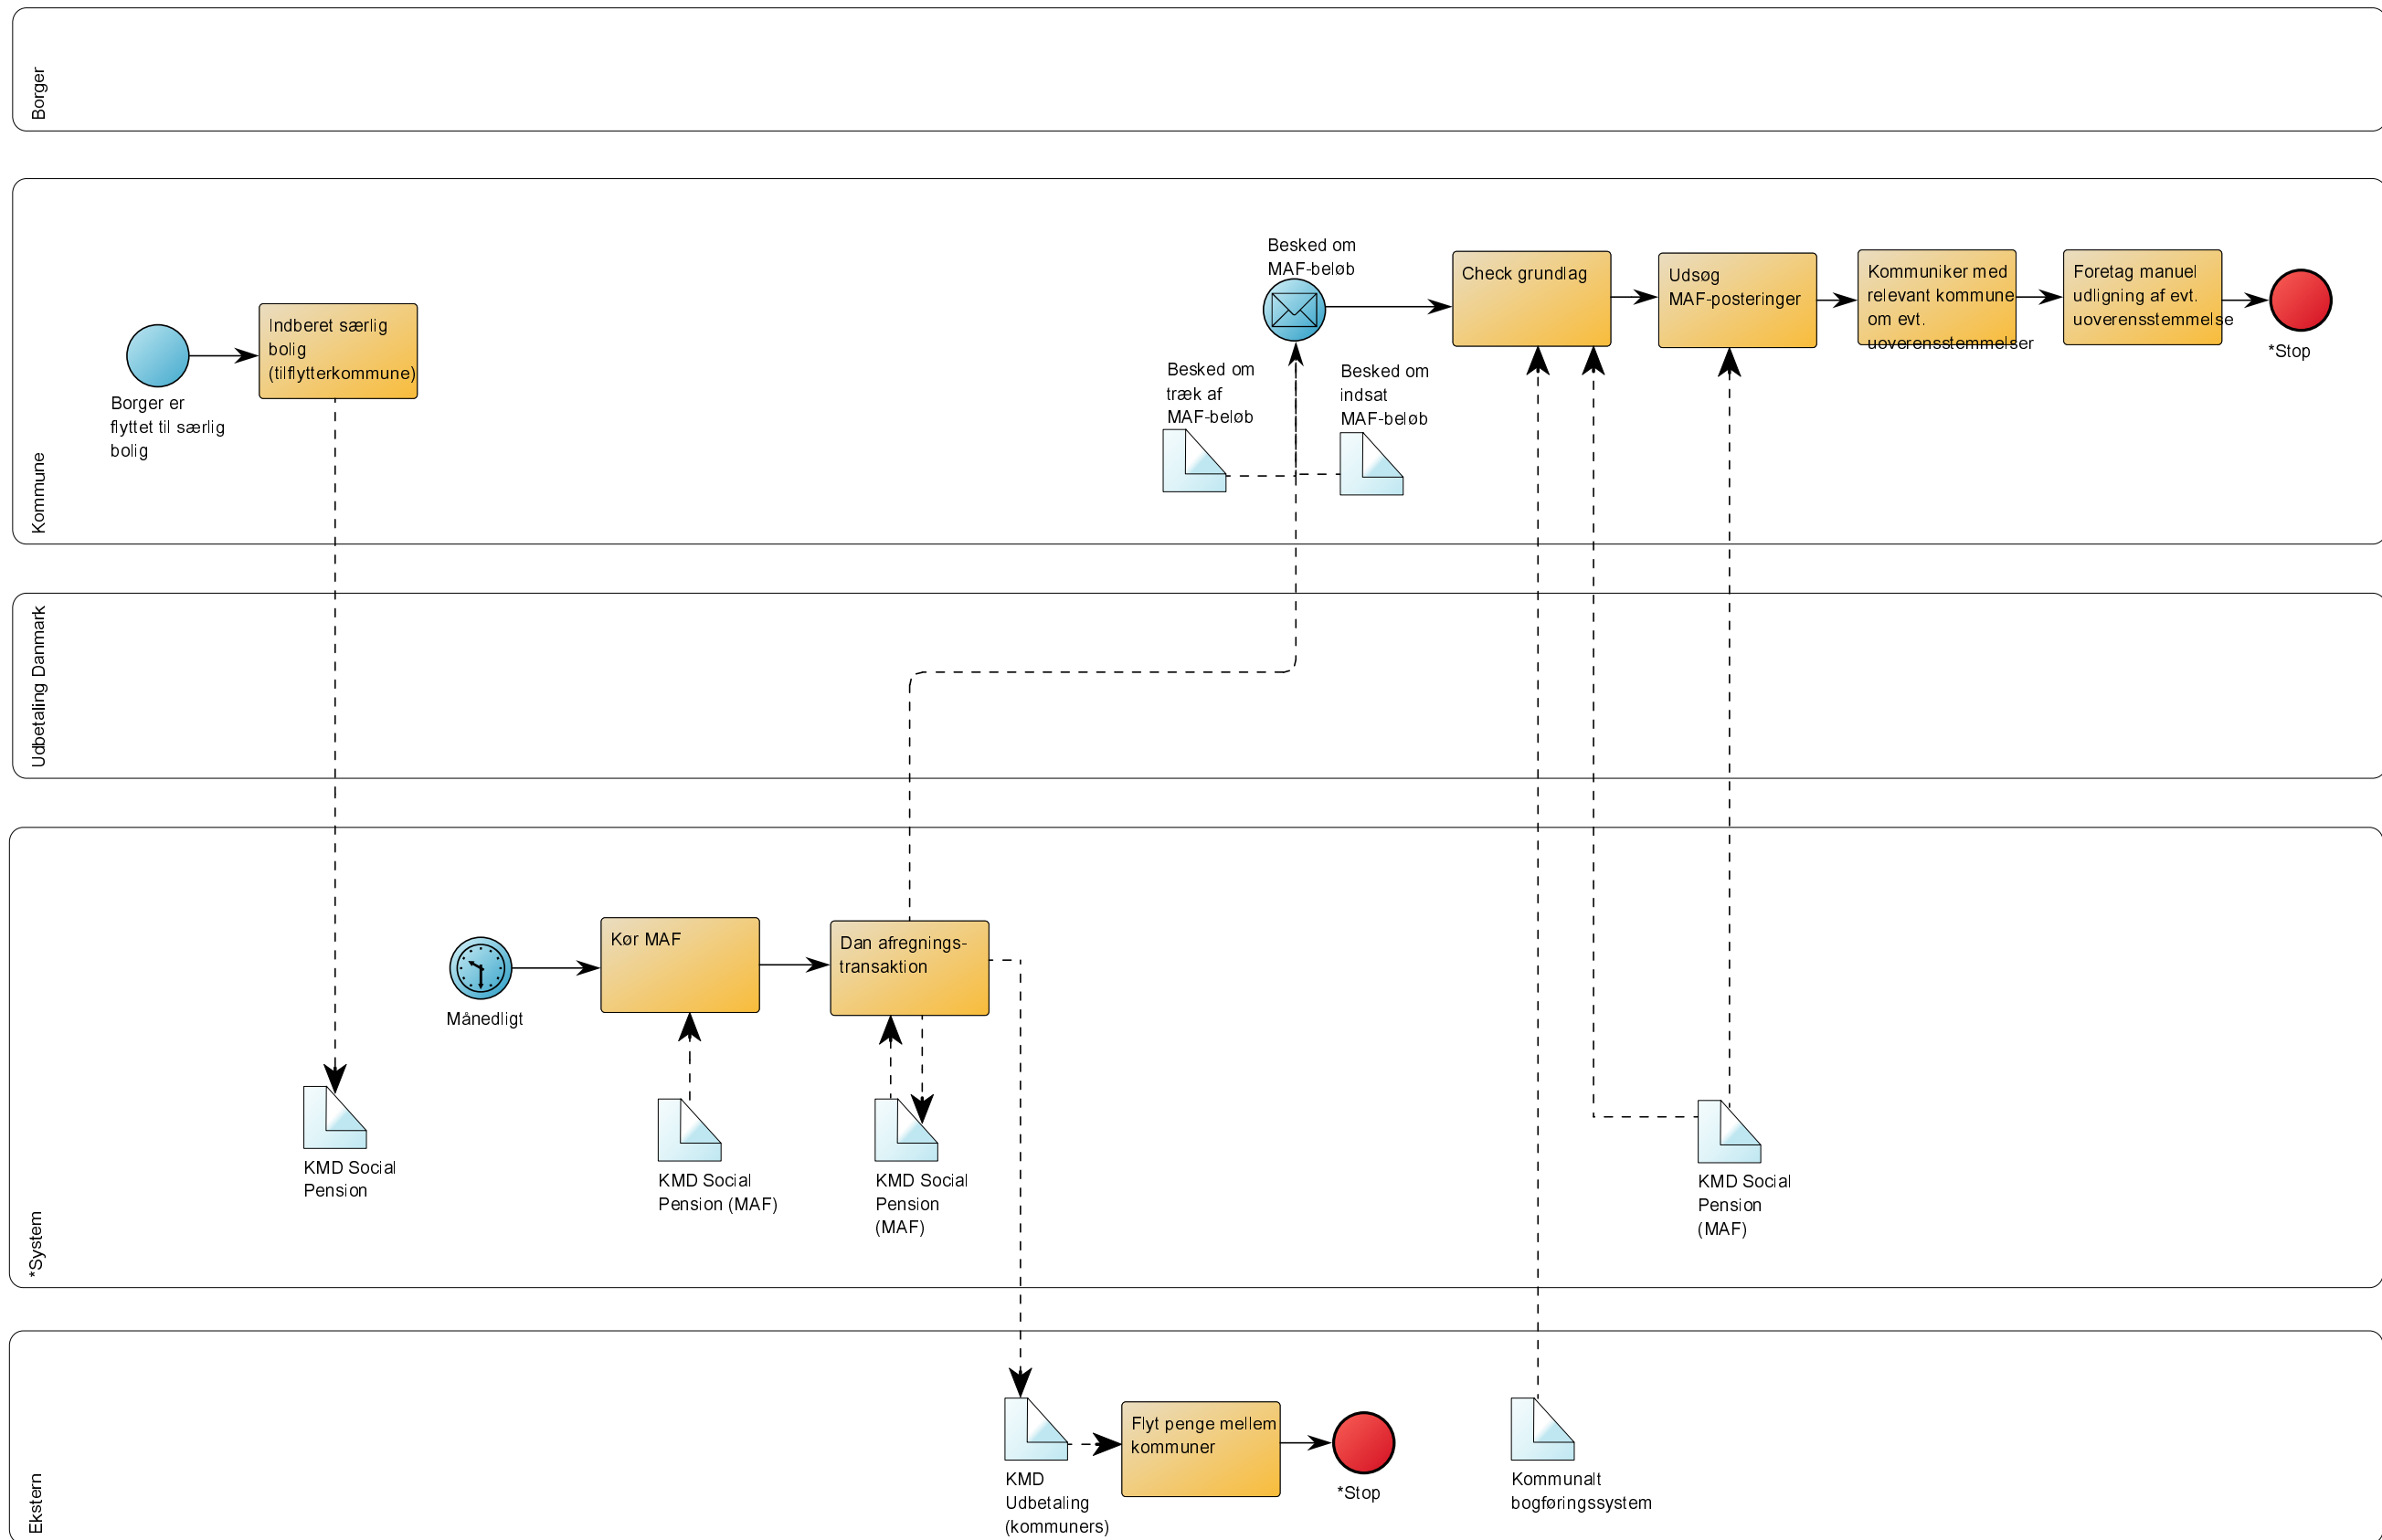 Borger
Kommune
Borger er
flyttet til særlig
bolig
Indberet særlig
bolig
(tilflytterkommune)
Besked om
MAF-beløb
Besked om
træk af
MAF-beløb
Besked om
indsat
MAF-beløb
Check grundlag
Udsøg
MAF-posteringer
Kommuniker med
relevant kommune
om evt.
uoverensstemmelser
Foretag manuel
udligning af evt.
uoverensstemmelse
*Stop
Udbetaling Danmark
*System
Månedligt
Kør MAF
Dan afregnings-
transaktion
KMD Social
Pension
KMD Social
Pension (MAF)
KMD Social
Pension
(MAF)
KMD Social
Pension
(MAF)
Ekstern
KMD
Udbetaling
(kommuners)
Flyt penge mellem
kommuner
*Stop
Kommunalt
bogføringssystem